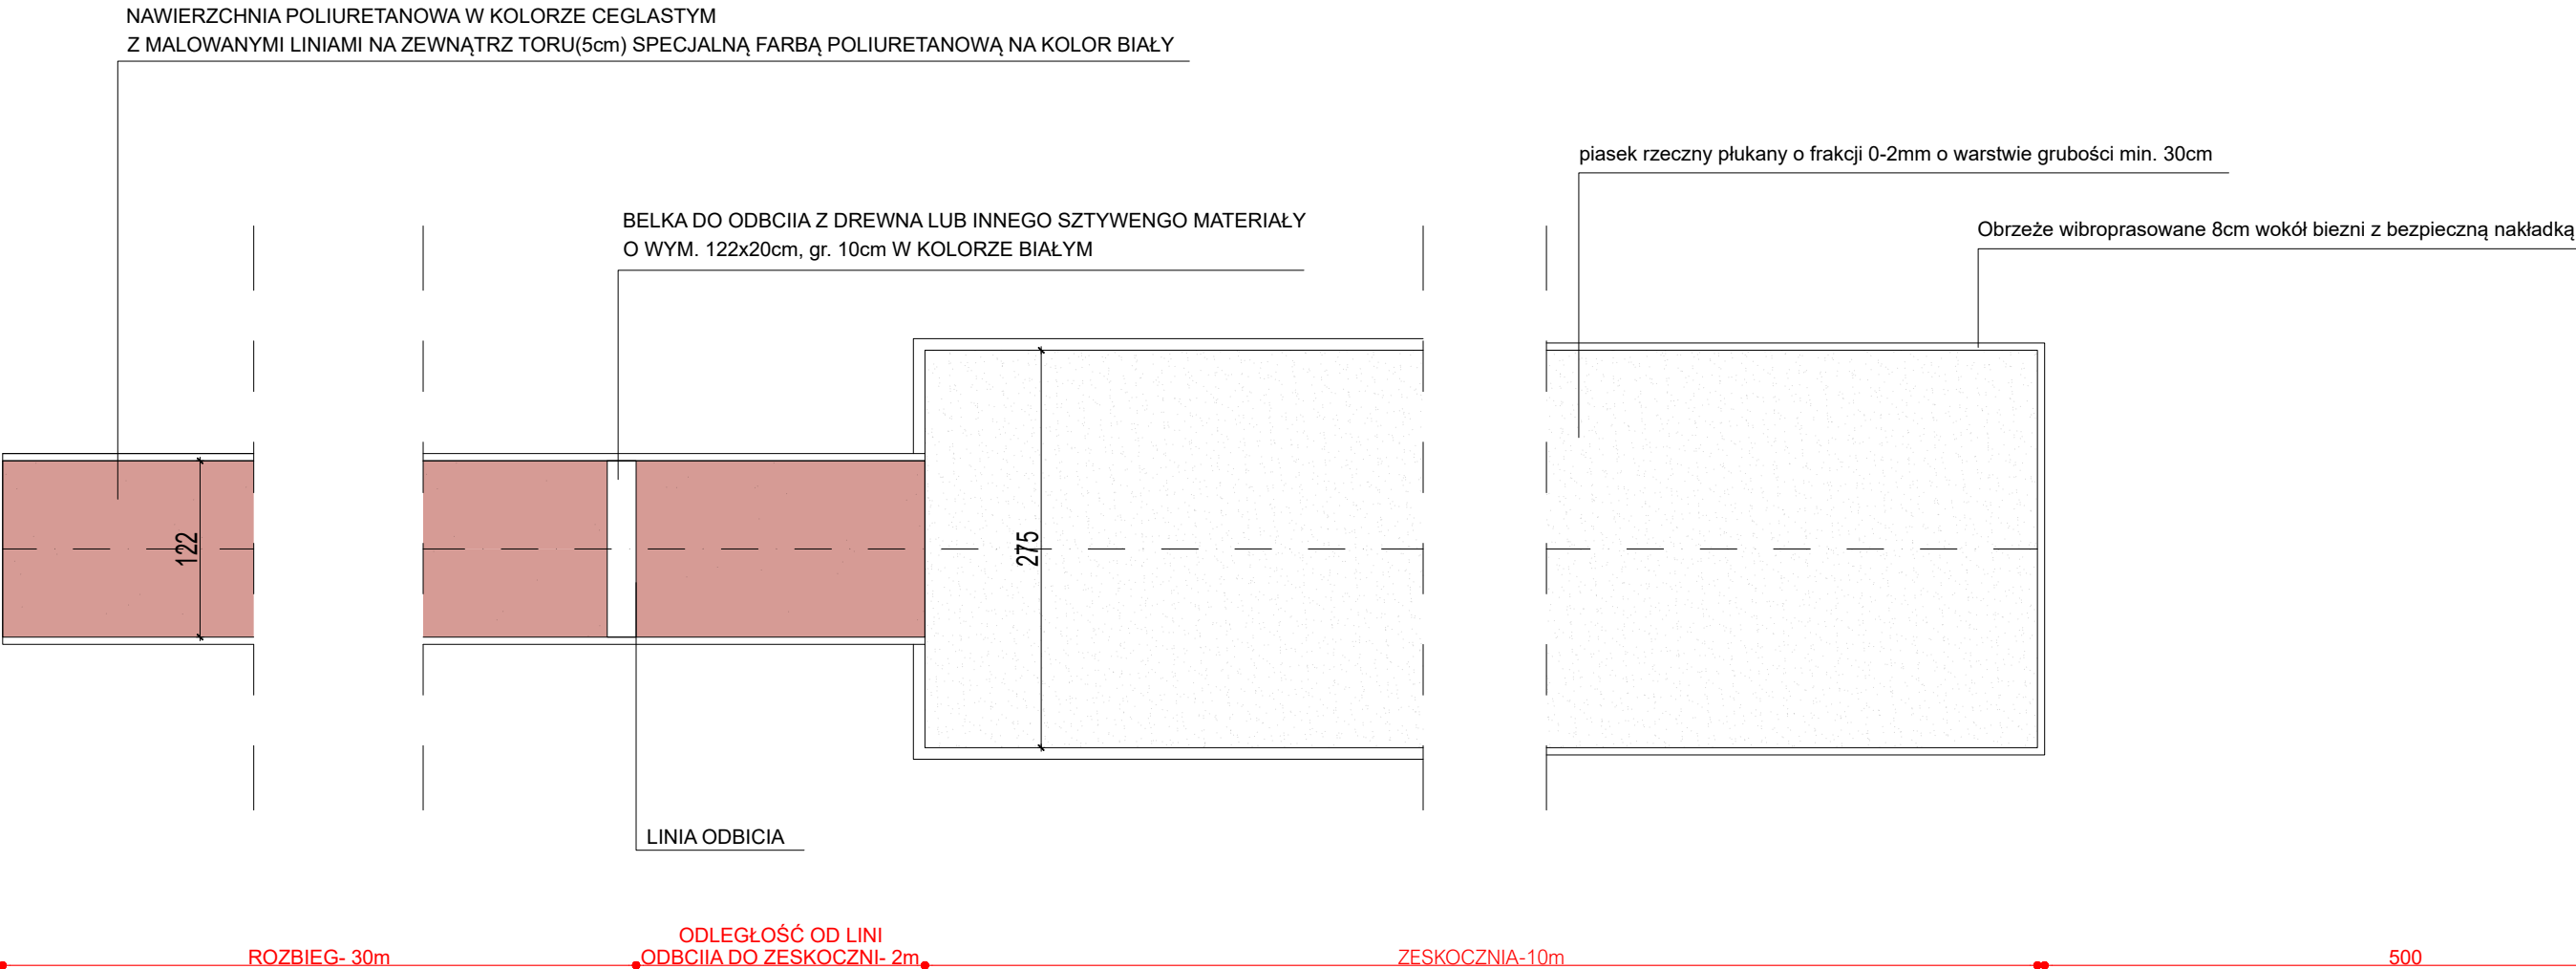 NAWIERZCHNIA POLIURETANOWA W KOLORZE CEGLASTYM
Z MALOWANYMI LINIAMI NA ZEWNĄTRZ TORU(5cm) SPECJALNĄ FARBĄ POLIURETANOWĄ NA KOLOR BIAŁY
piasek rzeczny płukany o frakcji 0-2mm o warstwie grubości min. 30cm
BELKA DO ODBCIIA Z DREWNA LUB INNEGO SZTYWENGO MATERIAŁY
O WYM. 122x20cm, gr. 10cm W KOLORZE BIAŁYM
Obrzeże wibroprasowane 8cm wokół biezni z bezpieczną nakładką
122
275
LINIA ODBICIA
ROZBIEG- 30m
ODLEGŁOŚĆ OD LINI
ODBCIIA DO ZESKOCZNI- 2m
ZESKOCZNIA-10m
500